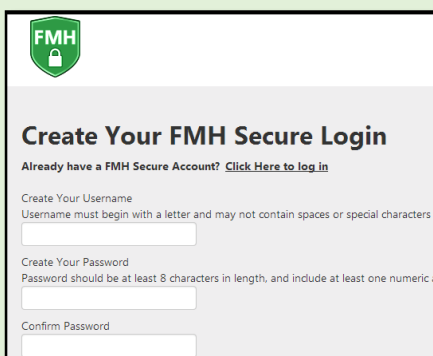 FMH
Create Your FMH Secure Login
Already have a FMH Secure Account? Click Here to log in
Create Your Username
Username must begin with a letter and may not contain spaces or special characters
Create Your Password
Password should be at least 8 characters in length, and include at least one numeric
Confirm Password